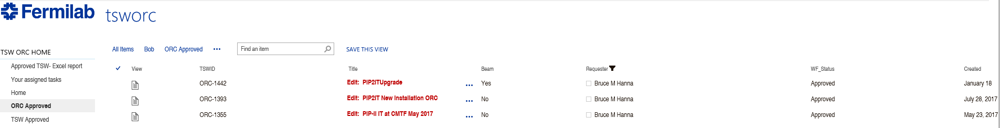 Fermilab tsworc
All Items Bob ORC Approved ••• Find an item SAVE THIS VIEW
TSW ORC HOME
Approved TSW- Excel report
Your assigned tasks
Home
ORC Approved
TSW Approved
View TSWID Title Beam Requester WF_Status Created
ORC-1442 Edit: PIP2ITUpgrade ••• Yes Bruce M Hanna Approved January 18
ORC-1393 Edit: PIP2IT New Installation ORC ••• No Bruce M Hanna Approved July 28, 2017
ORC-1355 Edit: PIP-II IT at CMTF May 2017 ••• No Bruce M Hanna Approved May 23, 2017